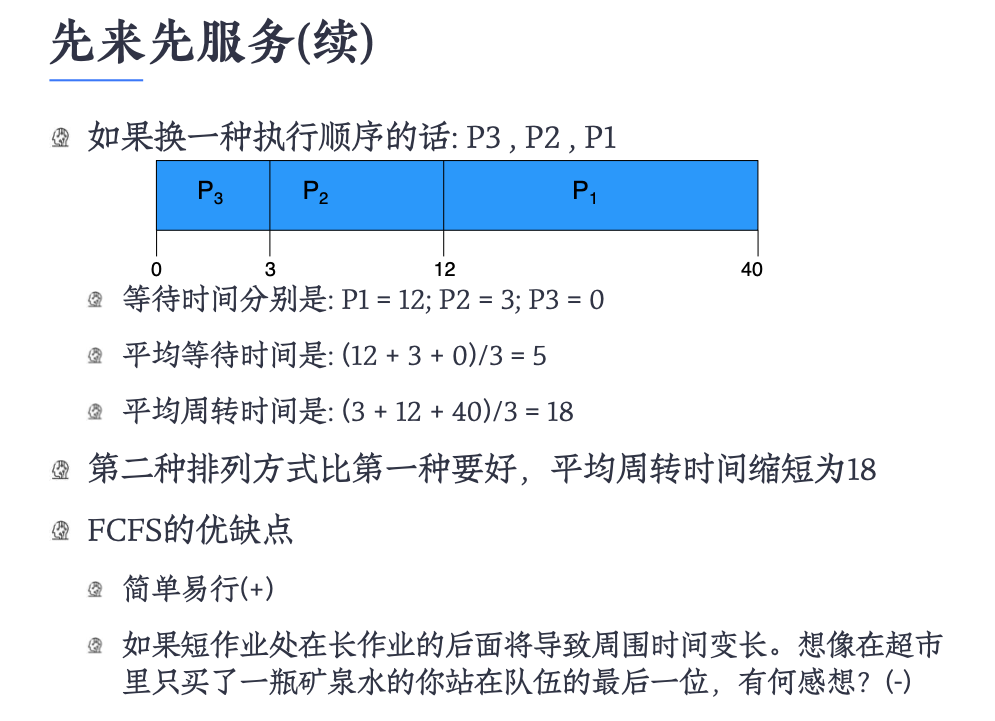 先来先服务(续)
如果换一种执行顺序的话: P3 , P2 , P1
P3 P2 P1
0 3 12 40
等待时间分别是: P1 = 12; P2 = 3; P3 = 0
平均等待时间是: (12 + 3 + 0)/3 = 5
平均周转时间是: (3 + 12 + 40)/3 = 18
第二种排列方式比第一种要好，平均周转时间缩短为18
FCFS的优缺点
简单易行(+)
如果短作业处在长作业的后面将导致周围时间变长。想像在超市
里只买了一瓶矿泉水的你站在队伍的最后一位，有何感想？(-)